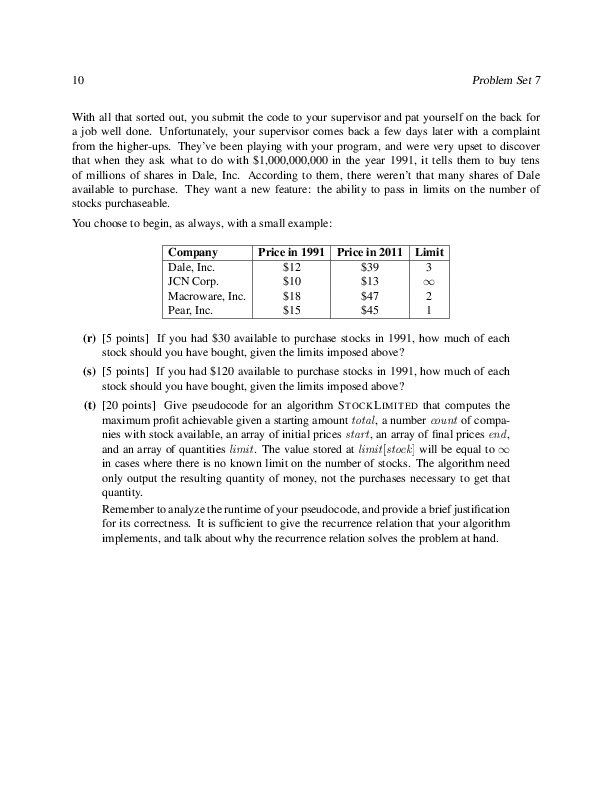 10 Problem Set 7
With all that sorted out, you submit the code to your supervisor and pat yourself on the back for
a job well done. Unfortunately, your supervisor comes back a few days later with a complaint
from the higher-ups. They've been playing with your program, and were very upset to discover
that when they ask what to do with $1,000,000,000 in the year 1991, it tells them to buy tens
of millions of shares in Dale, Inc. According to them, there weren't that many shares of Dale
available to purchase. They want a new feature: the ability to pass in limits on the number of
stocks purchaseable.
You choose to begin, as always, with a small example:
Company Price in 1991 Price in 2011 Limit
Dale, Inc. $12 $39 3
JCN Corp. $10 $13 ∞
Macroware, Inc. $18 $47 2
Pear, Inc. $15 $45 1
(r) [5 points] If you had $30 available to purchase stocks in 1991, how much of each
stock should you have bought, given the limits imposed above?
(s) [5 points] If you had $120 available to purchase stocks in 1991, how much of each
stock should you have bought, given the limits imposed above?
(t) [20 points] Give pseudocode for an algorithm STOCKLIMITED that computes the
maximum profit achievable given a starting amount total, a number count of compa-
nies with stock available, an array of initial prices start, an array of final prices end,
and an array of quantities limit. The value stored at limit[stock] will be equal to ∞
in cases where there is no known limit on the number of stocks. The algorithm need
only output the resulting quantity of money, not the purchases necessary to get that
quantity.
Remember to analyze the runtime of your pseudocode, and provide a brief justification
for its correctness. It is sufficient to give the recurrence relation that your algorithm
implements, and talk about why the recurrence relation solves the problem at hand.